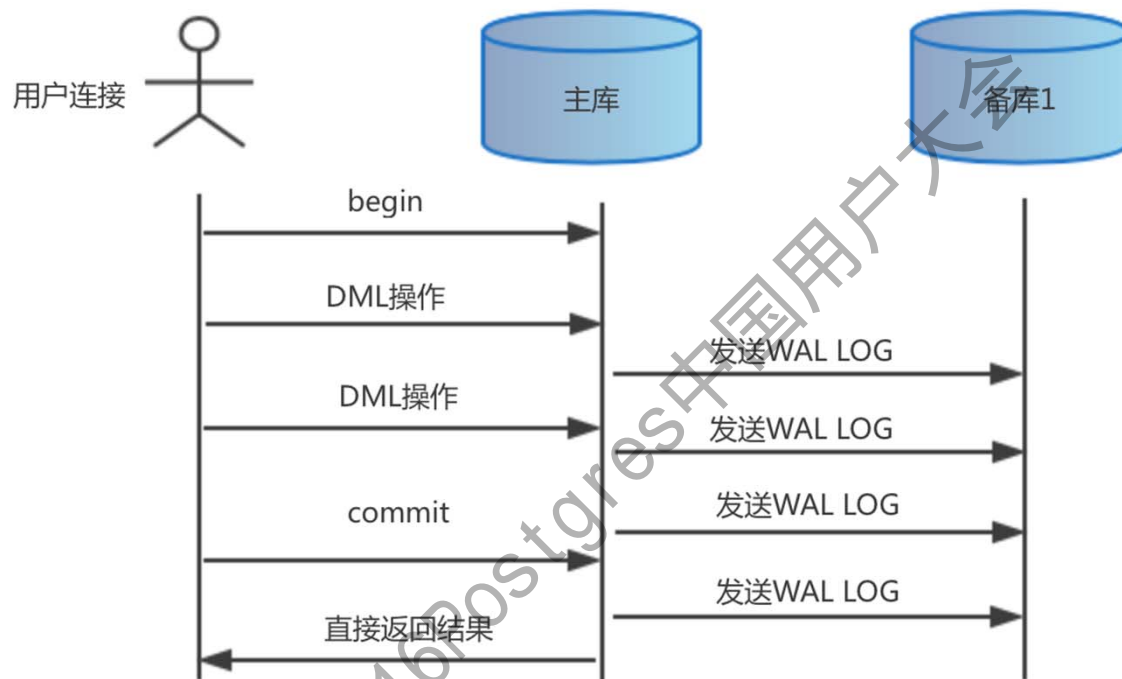 用户连接
主库
备库1
begin
DML操作
发送WAL LOG
DML操作
发送WAL LOG
发送WAL LOG
commit
发送WAL LOG
直接返回结果
16Postgres中国用户大会